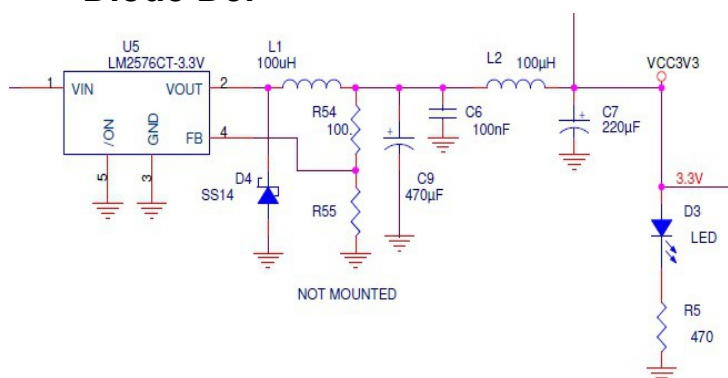 U5
LM2576CT-3.3V
1
VIN
VOUT
2
/ON
GND
FB
4
5
3
L1
100uH
R54
100.
D4
SS14
R55
C9
470µF
C6
100nF
L2
100µH
C7
220µF
VCC3V3
3.3V
D3
LED
R5
470
NOT MOUNTED